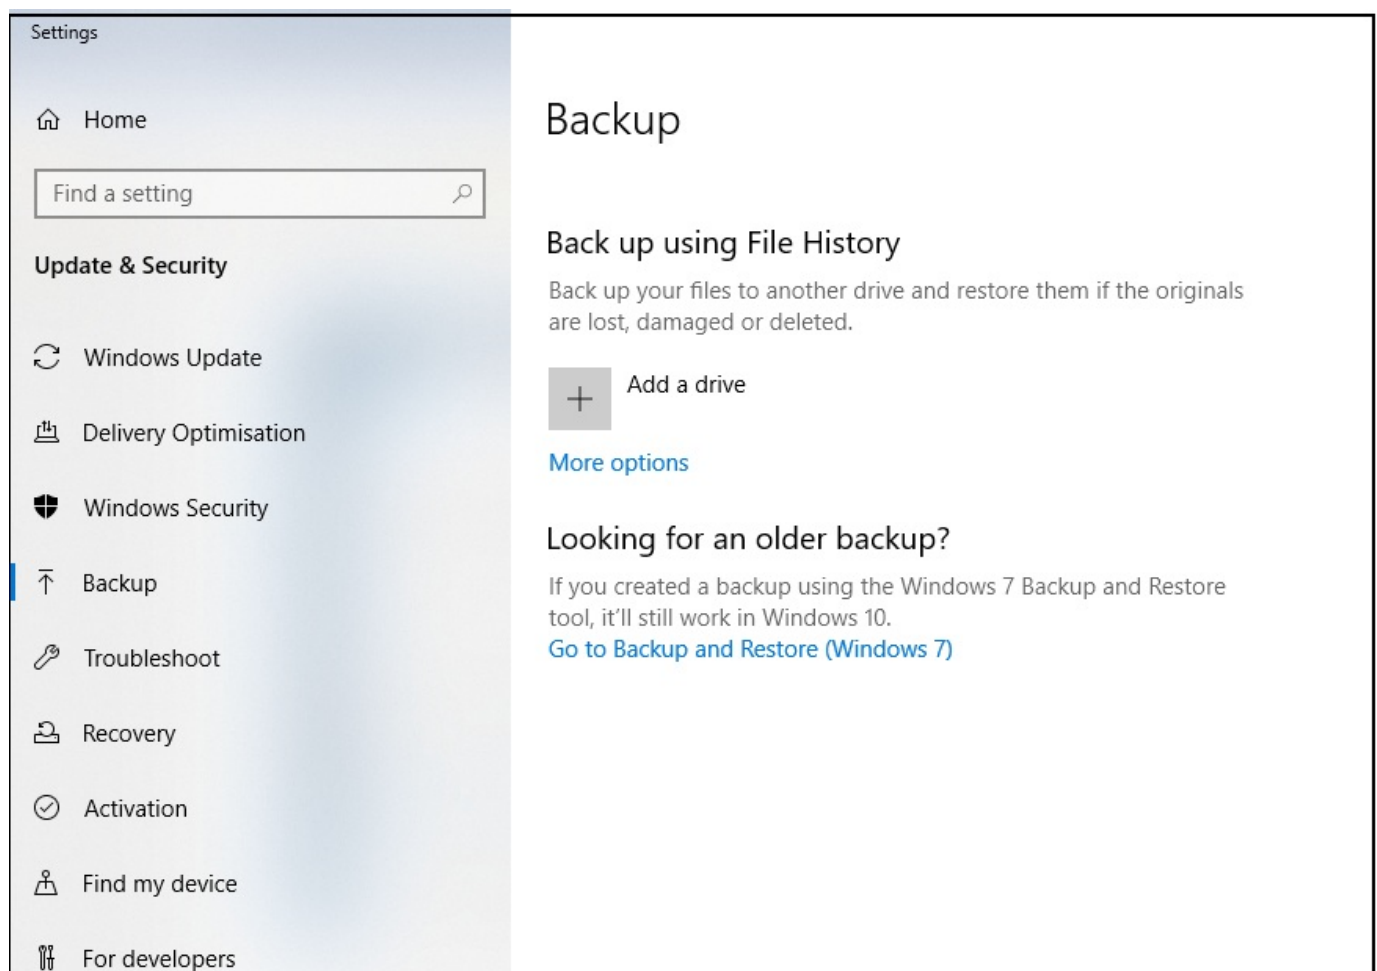 Settings
Home
Find a setting
Update & Security
Windows Update
Delivery Optimisation
Windows Security
Backup
Troubleshoot
Recovery
Activation
Find my device
For developers
Backup
Back up using File History
Back up your files to another drive and restore them if the originals
are lost, damaged or deleted.
Add a drive
More options
Looking for an older backup?
If you created a backup using the Windows 7 Backup and Restore
tool, it'll still work in Windows 10.
Go to Backup and Restore (Windows 7)